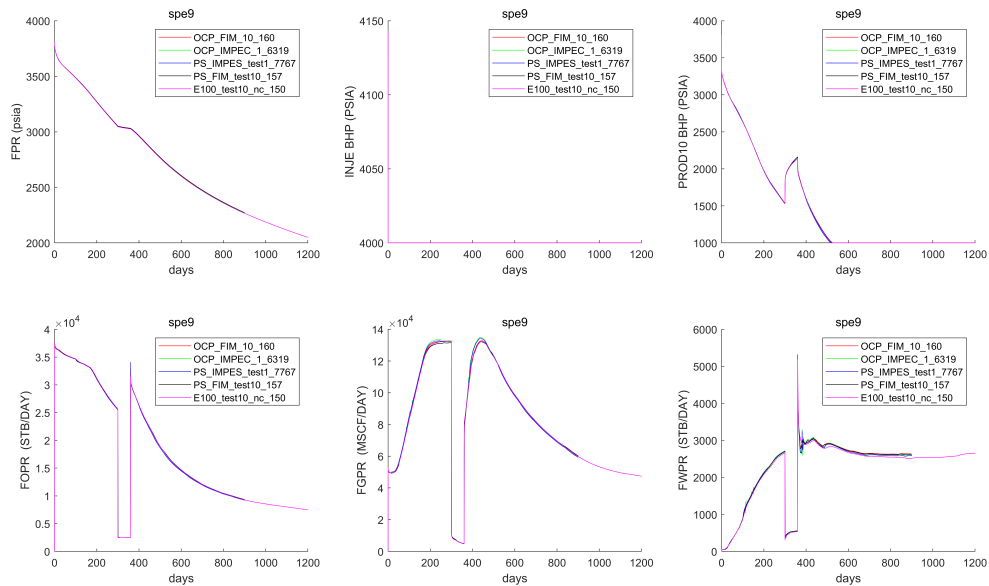 spe9
4000
3500
3000
2500
2000
FPR (psia)
0 200 400 600 800 1000 1200
days
OCP_FIM_10_160
OCP_IMPEC_1_6319
PS_IMPES_test1_7767
PS_FIM_test10_157
E100_test10_nc_150
spe9
4150
4100
4050
4000
INJE BHP (PSIA)
0 200 400 600 800 1000 1200
days
OCP_FIM_10_160
OCP_IMPEC_1_6319
PS_IMPES_test1_7767
PS_FIM_test10_157
E100_test10_nc_150
spe9
4000
3500
3000
2500
2000
1500
1000
PROD10 BHP (PSIA)
0 200 400 600 800 1000 1200
days
OCP_FIM_10_160
OCP_IMPEC_1_6319
PS_IMPES_test1_7767
PS_FIM_test10_157
E100_test10_nc_150
spe9
×10⁴
4
3.5
3
2.5
2
1.5
1
0.5
0
FOPR (STB/DAY)
0 200 400 600 800 1000 1200
days
OCP_FIM_10_160
OCP_IMPEC_1_6319
PS_IMPES_test1_7767
PS_FIM_test10_157
E100_test10_nc_150
spe9
×10⁴
14
12
10
8
6
4
2
0
FGPR (MSCF/DAY)
0 200 400 600 800 1000 1200
days
OCP_FIM_10_160
OCP_IMPEC_1_6319
PS_IMPES_test1_7767
PS_FIM_test10_157
E100_test10_nc_150
spe9
6000
5000
4000
3000
2000
1000
0
FWPR (STB/DAY)
0 200 400 600 800 1000 1200
days
OCP_FIM_10_160
OCP_IMPEC_1_6319
PS_IMPES_test1_7767
PS_FIM_test10_157
E100_test10_nc_150